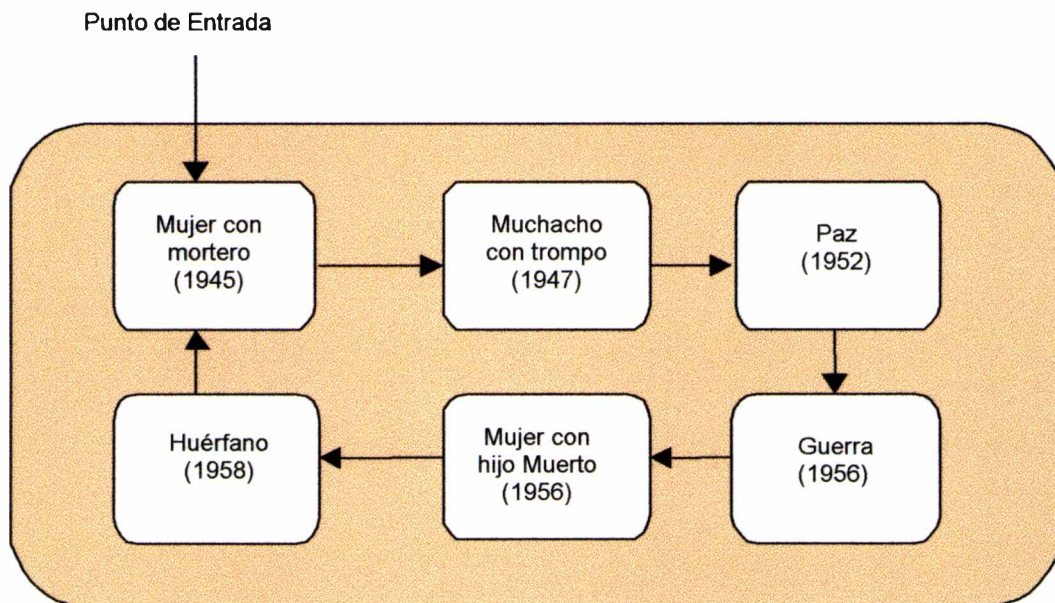 Punto de Entrada
Mujer con
mortero
(1945)
Muchacho
con trompo
(1947)
Paz
(1952)
Huérfano
(1958)
Mujer con
hijo Muerto
(1956)
Guerra
(1956)